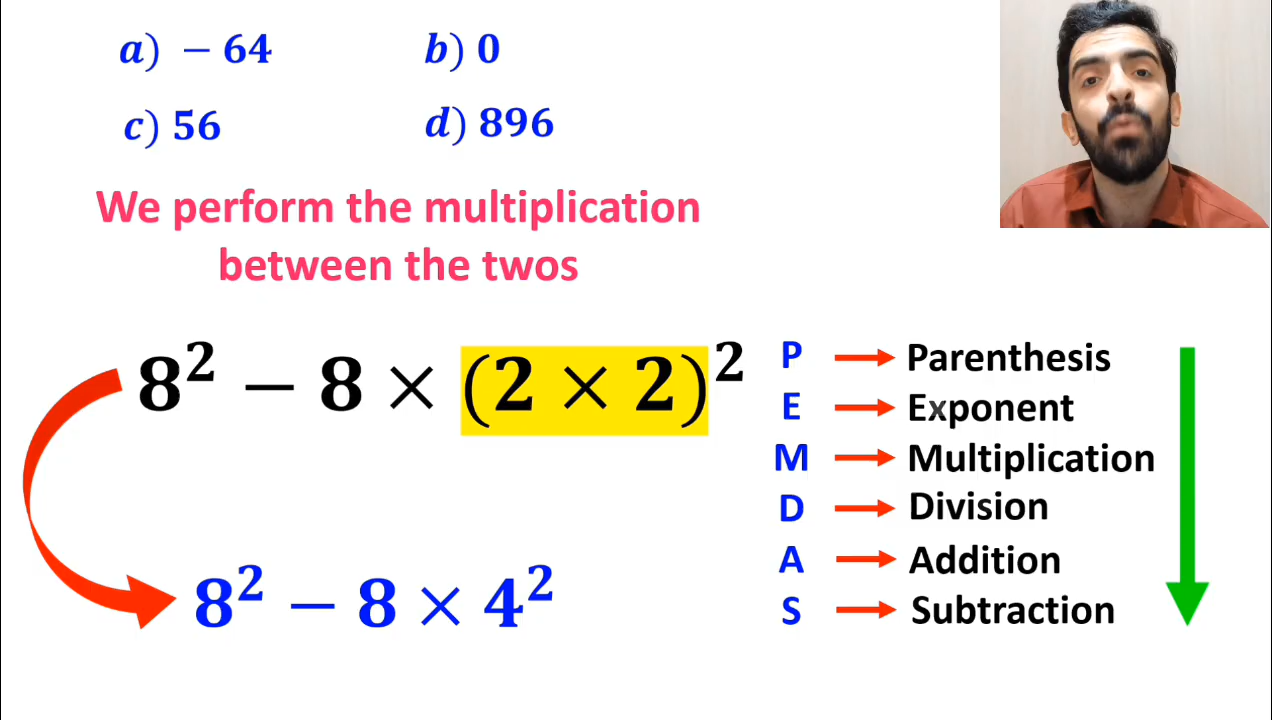 a) − 64 b) 0
c) 56 d) 896
We perform the multiplication
between the twos
8² − 8 × (2 × 2)²
8² − 8 × 4²
P → Parenthesis
E → Exponent
M → Multiplication
D → Division
A → Addition
S → Subtraction